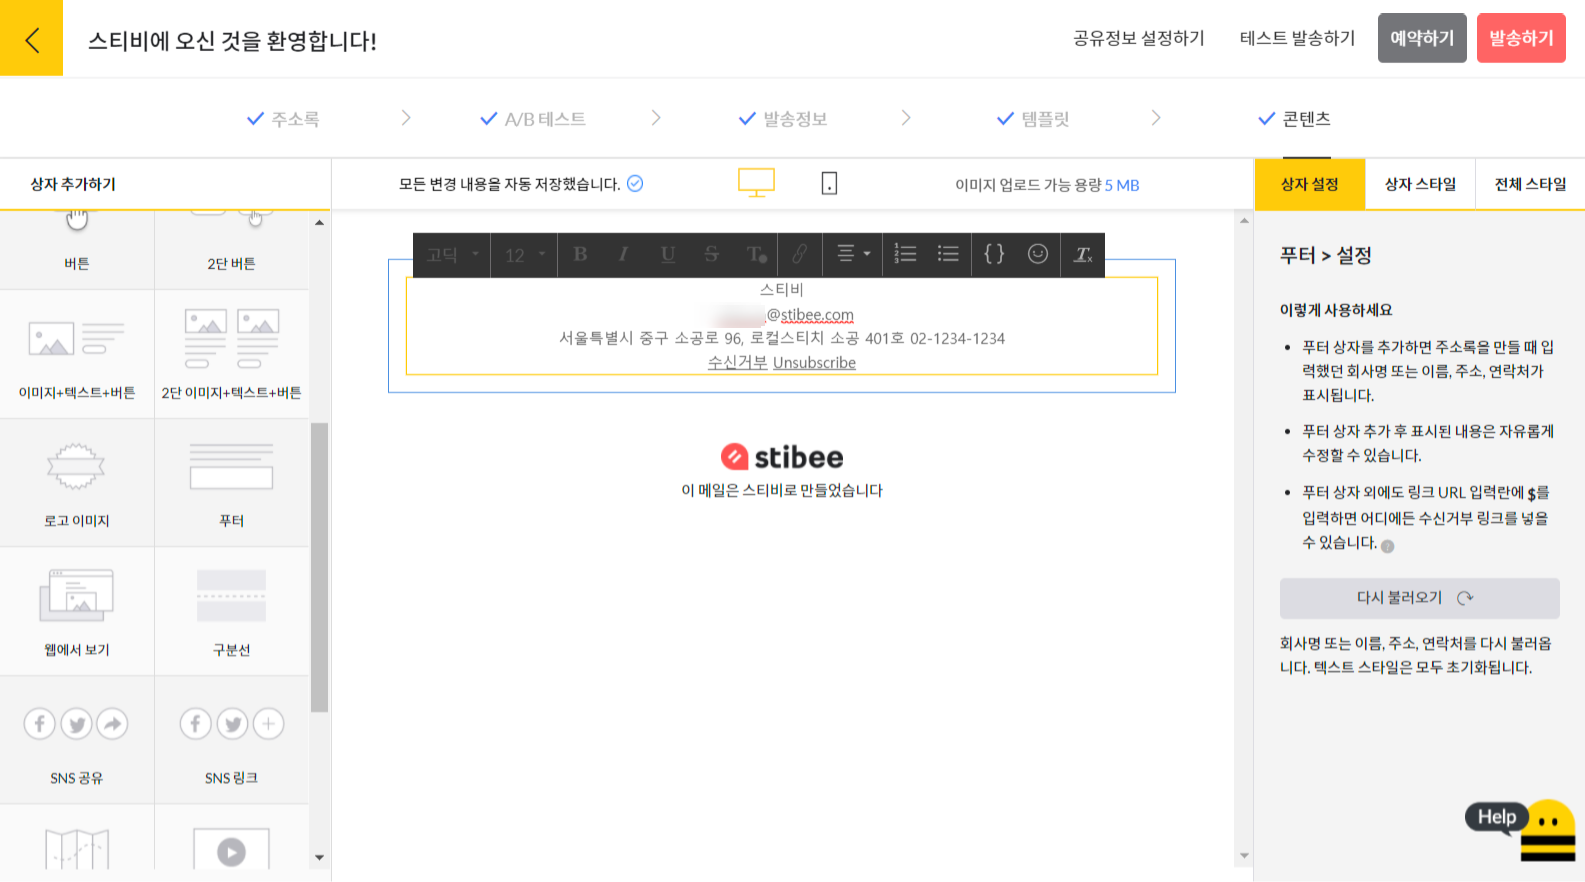 스티비에 오신 것을 환영합니다!
공유정보 설정하기
테스트 발송하기
예약하기
발송하기
주소록
A/B 테스트
발송정보
템플릿
콘텐츠
상자 추가하기
모든 변경 내용을 자동 저장했습니다.
이미지 업로드 가능 용량 5 MB
상자 설정
상자 스타일
전체 스타일
버튼
2단 버튼
이미지+텍스트+버튼
2단 이미지+텍스트+버튼
로고 이미지
푸터
웹에서 보기
구분선
SNS 공유
SNS 링크
고딕
12
B
I
U
S
T
{}
Tx
스티비
@stibee.com
서울특별시 중구 소공로 96, 로컬스티치 소공 401호 02-1234-1234
수신거부 Unsubscribe
stibee
이 메일은 스티비로 만들었습니다
푸터 > 설정
이렇게 사용하세요
• 푸터 상자를 추가하면 주소록을 만들 때 입
력했던 회사명 또는 이름, 주소, 연락처가
표시됩니다.
• 푸터 상자 추가 후 표시된 내용은 자유롭게
수정할 수 있습니다.
• 푸터 상자 외에도 링크 URL 입력란에 $를
입력하면 어디에든 수신거부 링크를 넣을
수 있습니다.
다시 불러오기
회사명 또는 이름, 주소, 연락처를 다시 불러옵
니다. 텍스트 스타일은 모두 초기화됩니다.
Help